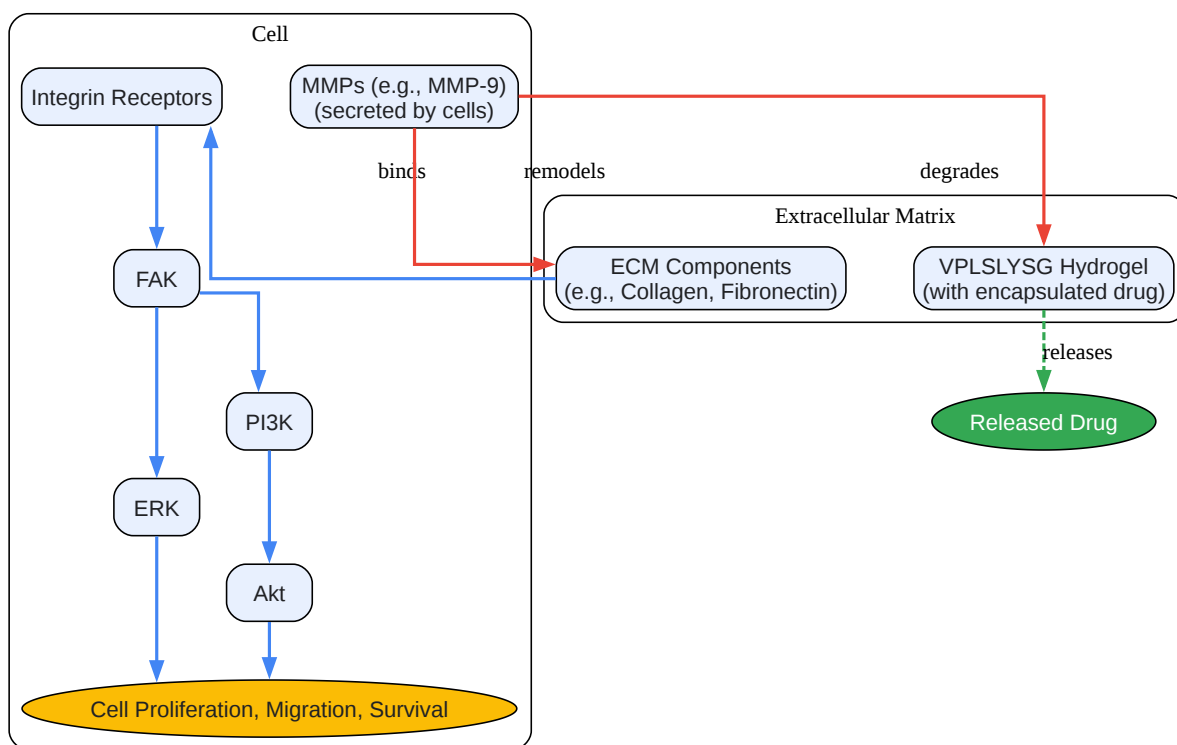 Cell
Integrin Receptors
MMPs (e.g., MMP-9)
(secreted by cells)
binds
remodels
degrades
Extracellular Matrix
FAK
ECM Components
(e.g., Collagen, Fibronectin)
VPLSLYSG Hydrogel
(with encapsulated drug)
releases
PI3K
Released Drug
ERK
Akt
Cell Proliferation, Migration, Survival